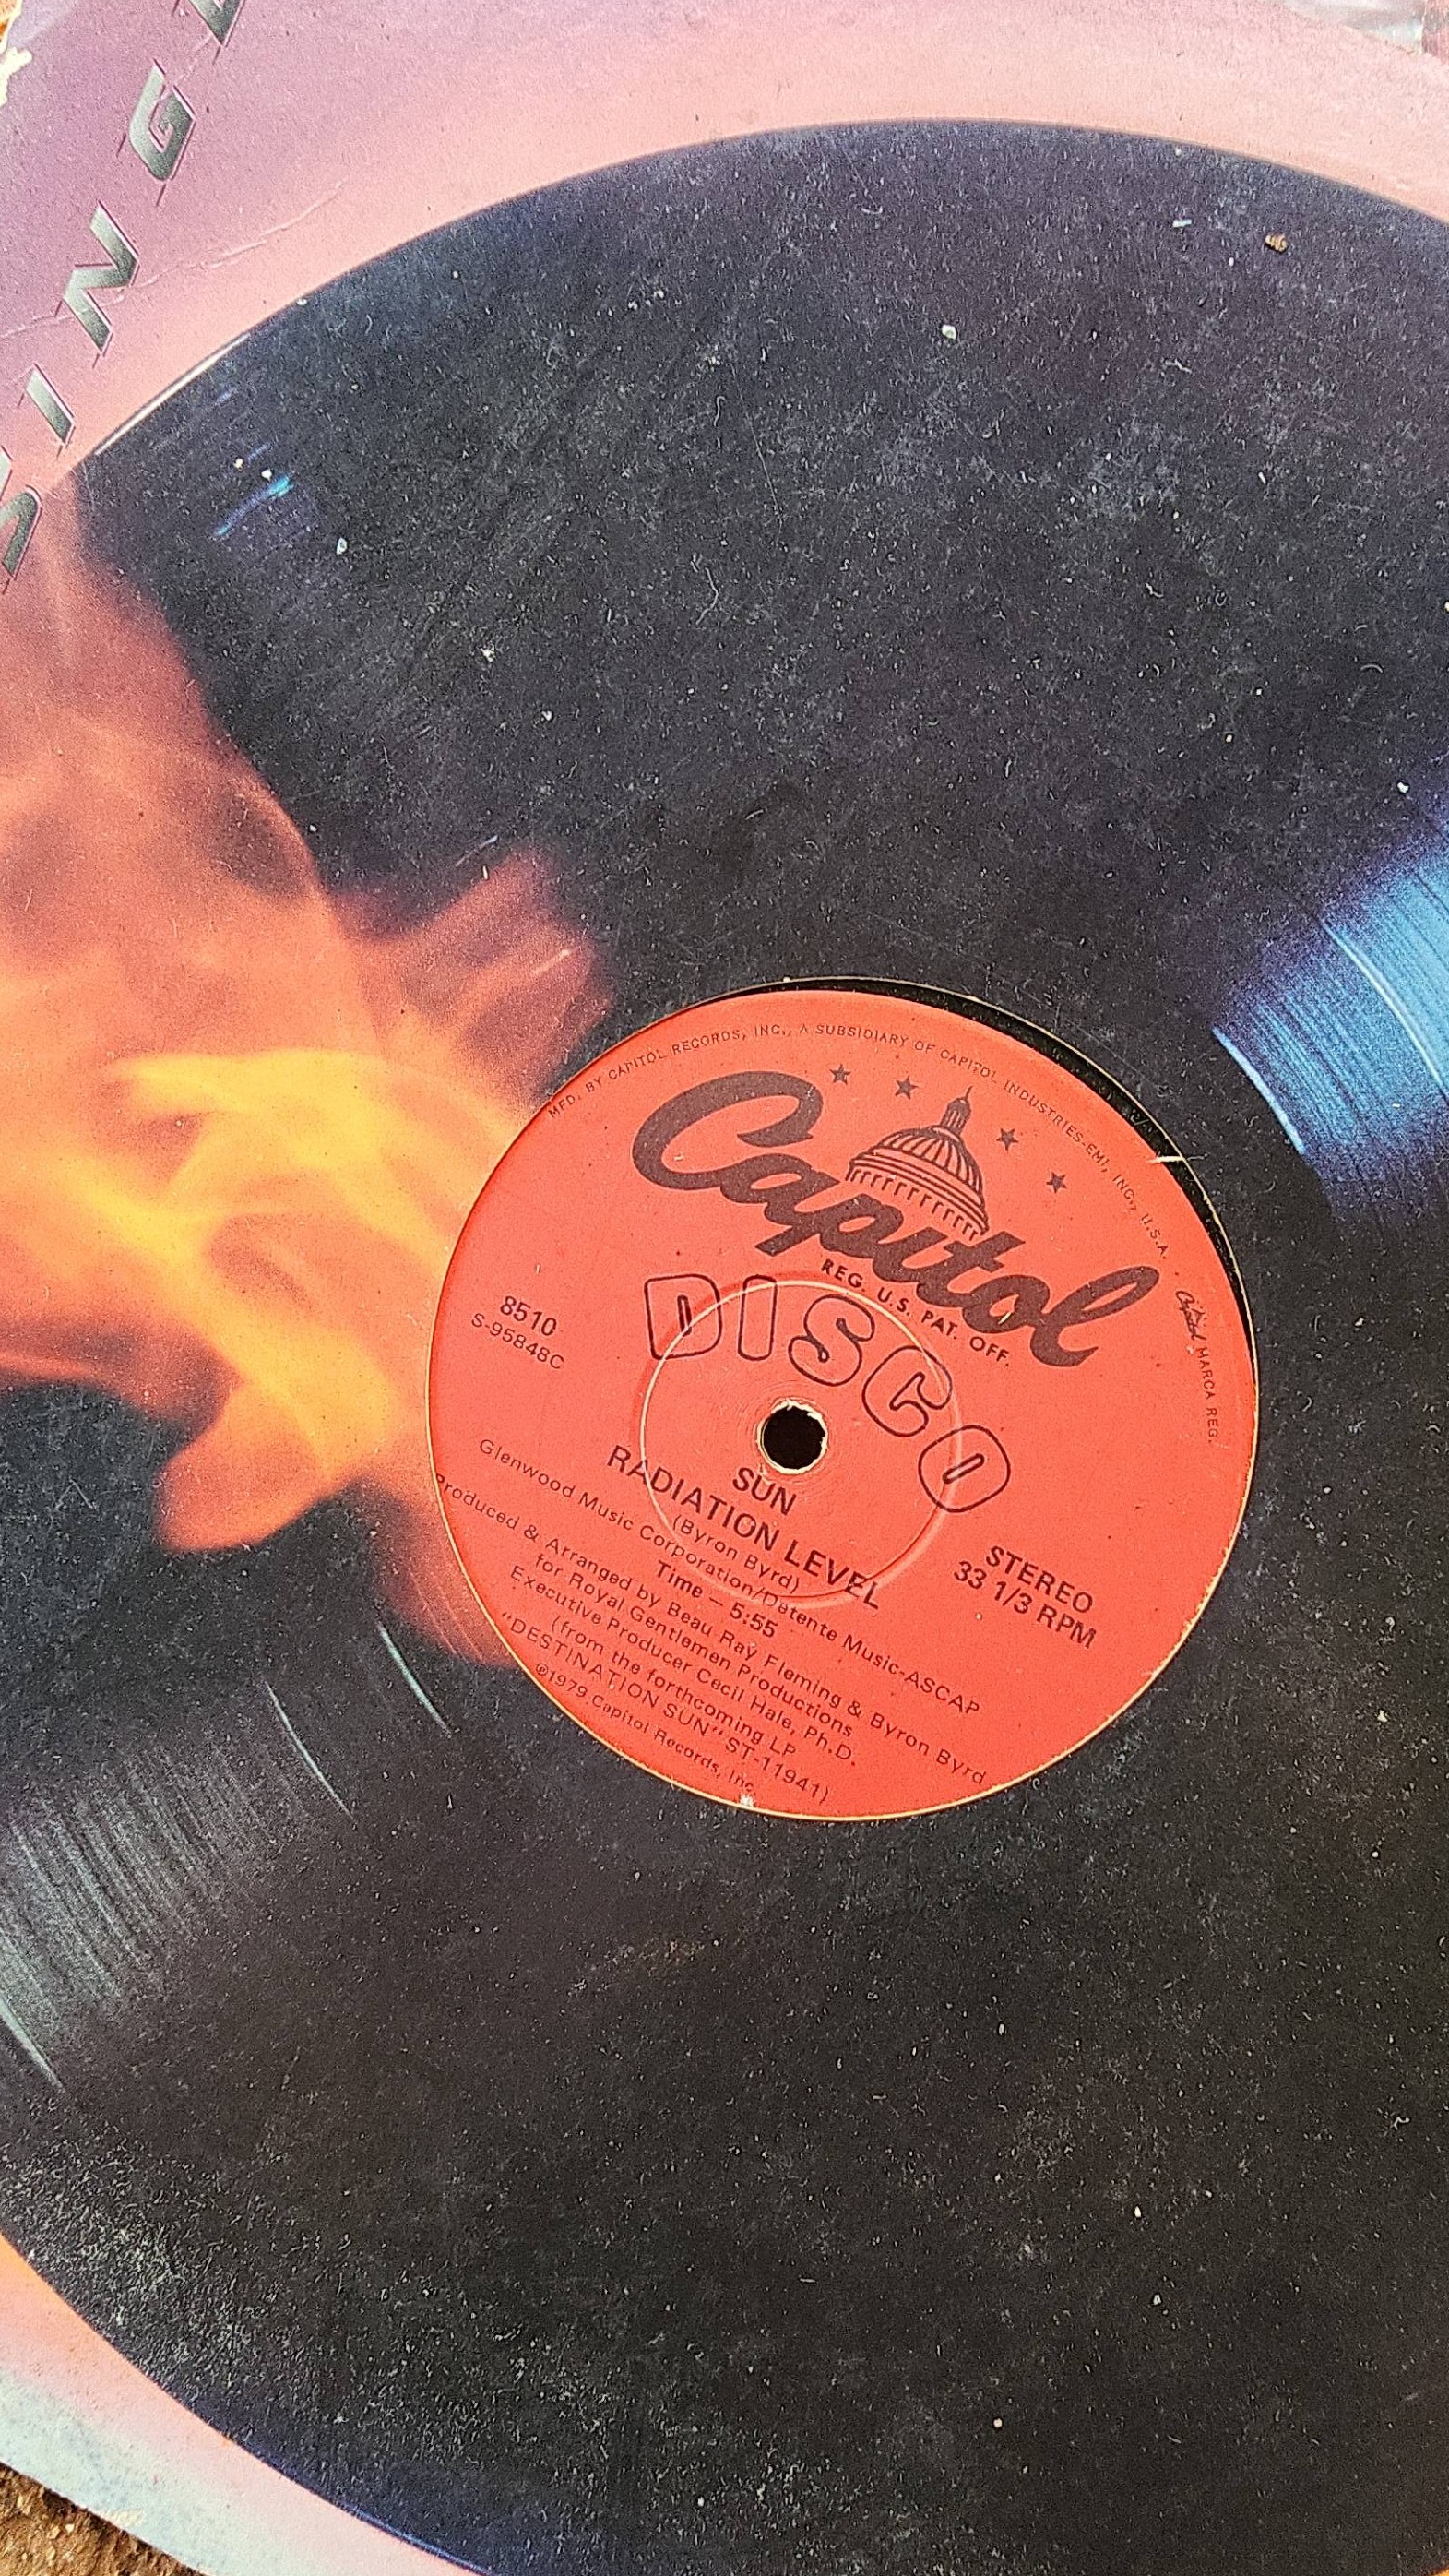 SINGL
MFD. BY CAPITOL RECORDS, INC., A SUBSIDIARY OF CAPITOL INDUSTRIES-EMI, INC., U.S.A. · Capitol MARCA REG.
Capitol
REG. U.S. PAT. OFF.
DISCO
8510
S-95848C
STEREO
33 1/3 RPM
SUN
RADIATION LEVEL
(Byron Byrd)
Glenwood Music Corporation/Detente Music-ASCAP
Time – 5:55
Produced & Arranged by Beau Ray Fleming & Byron Byrd
for Royal Gentlemen Productions
Executive Producer Cecil Hale, Ph.D.
(from the forthcoming LP
"DESTINATION SUN" ST-11941)
℗1979 Capitol Records, Inc.